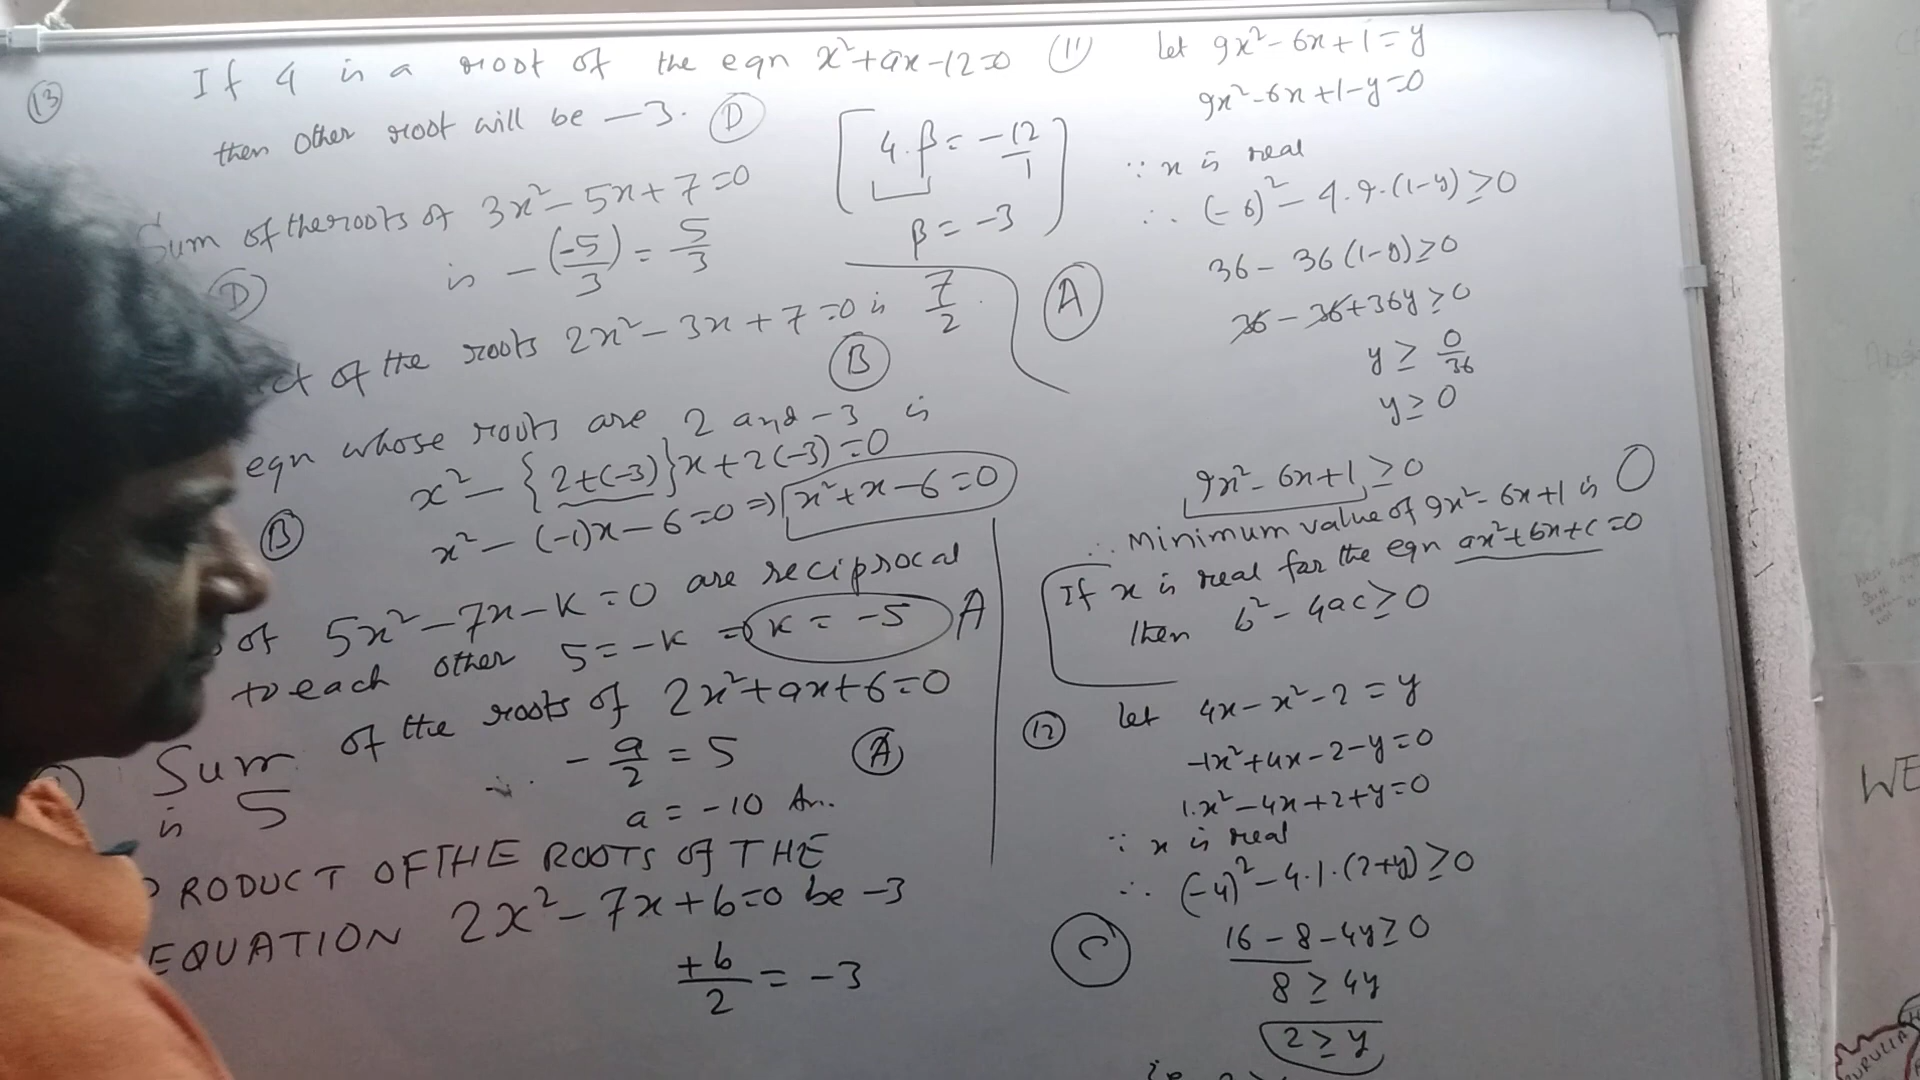 (13) If 4 is a root of the eqn x²+ax-12=0
then other root will be -3. (D)
[4.β = -12/1
β = -3]
Sum of the roots of 3x²-5x+7=0
is -(-5/3) = 5/3
(D)
ct of the roots 2x²-3x+7=0 is 7/2.
(B)
eqn whose roots are 2 and -3 is
x²-{2+(-3)}x+2(-3)=0
(B) x²-(-1)x-6=0 ⇒ x²+x-6=0
of 5x²-7x-K=0 are reciprocal
to each other 5=-K ⇒ K = -5 A
Sum of the roots of 2x²+ax+6=0
is 5 ∴ -a/2 = 5 (A)
a = -10 An.
PRODUCT OF THE ROOTS of THE
EQUATION 2x²-7x+b=0 be -3
+b/2 = -3
(11) let 9x²-6x+1=y
9x²-6x+1-y=0
∵ x is real
∴ (-6)²-4.9.(1-y)≥0
36-36(1-y)≥0
(A) 36-36+36y≥0
y ≥ 0/36
y≥0
9x²-6x+1≥0
∴ Minimum value of 9x²-6x+1 is 0
If x is real for the eqn ax²+bx+c=0
then b²-4ac≥0
(12) let 4x-x²-2=y
-1x²+4x-2-y=0
1.x²-4x+2+y=0
∵ x is real
∴ (-4)²-4.1.(2+y)≥0
(C) 16-8-4y≥0
8 ≥ 4y
2≥y
WE